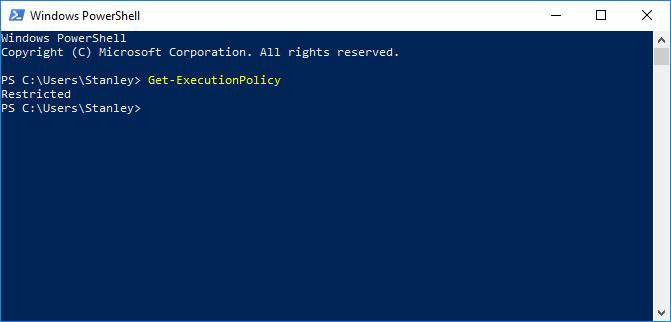 Windows PowerShell
Windows PowerShell
Copyright (C) Microsoft Corporation. All rights reserved.
PS C:\Users\Stanley> Get-ExecutionPolicy
Restricted
PS C:\Users\Stanley>